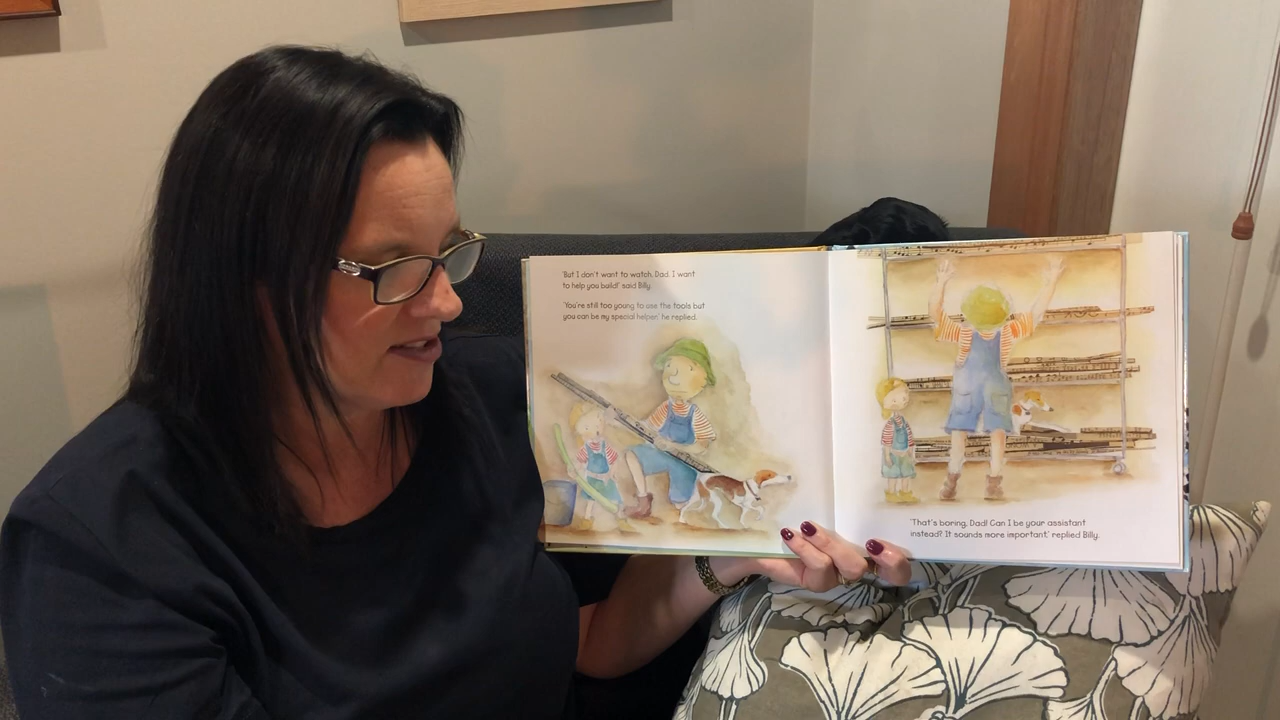 'But I don't want to watch, Dad. I want
to help you build!' said Billy.
'You're still too young to use the tools but
you can be my special helper,' he replied.
'That's boring, Dad! Can I be your assistant
instead? It sounds more important,' replied Billy.